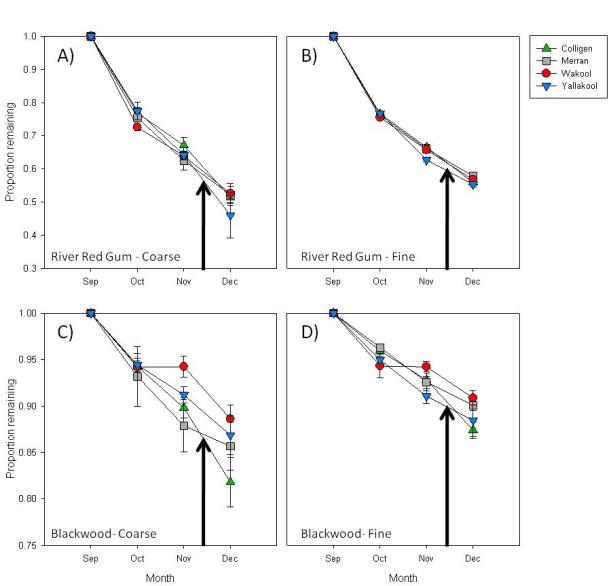 A)
B)
Colligen
Merran
Wakool
Yallakool
Proportion remaining
1.0
0.9
0.8
0.7
0.6
0.5
0.4
0.3
River Red Gum - Coarse
River Red Gum - Fine
Sep Oct Nov Dec
Sep Oct Nov Dec
C)
D)
Proportion remaining
1.00
0.95
0.90
0.85
0.80
0.75
Blackwood- Coarse
Blackwood- Fine
Sep Oct Nov Dec
Sep Oct Nov Dec
Month
Month